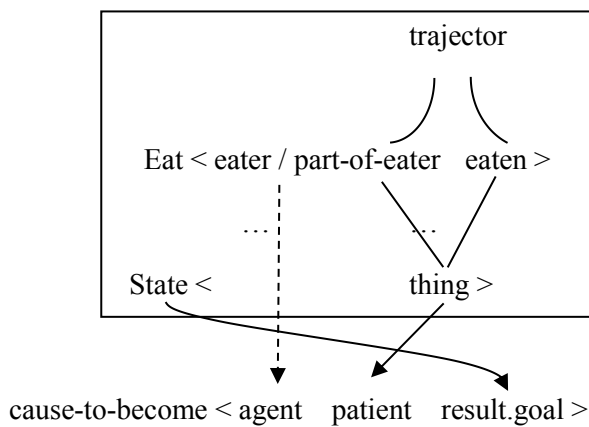 trajector
Eat < eater / part-of-eater eaten >
… …
State < thing >
cause-to-become < agent patient result.goal >